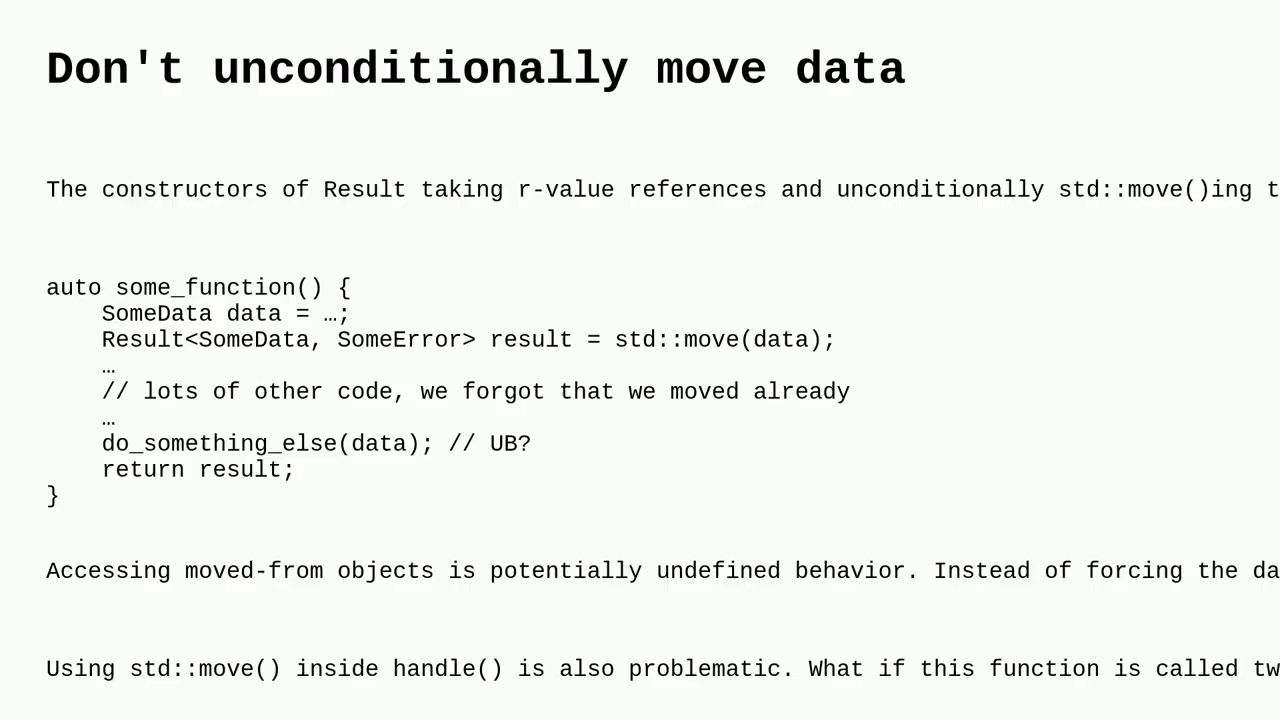 Don't unconditionally move data
The constructors of Result taking r-value references and unconditionally std::move()ing
auto some_function() {
    SomeData data = …;
    Result<SomeData, SomeError> result = std::move(data);
    …
    // lots of other code, we forgot that we moved already
    …
    do_something_else(data); // UB?
    return result;
}
Accessing moved-from objects is potentially undefined behavior. Instead of forcing the
Using std::move() inside handle() is also problematic. What if this function is called